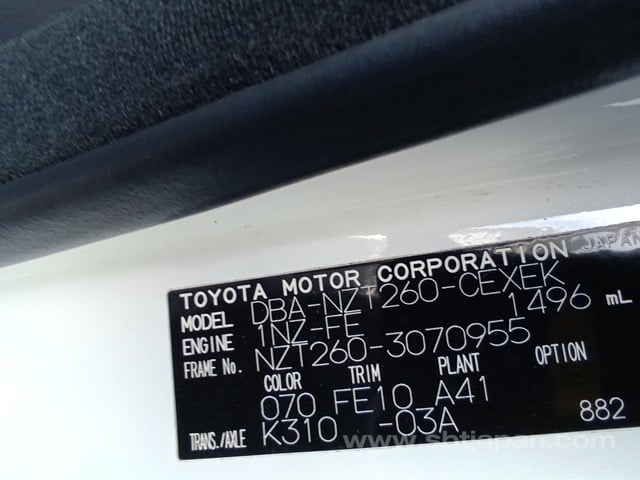 TOYOTA MOTOR CORPORATION JAPAN
MODEL DBA-NZT260-CEXEK
ENGINE 1NZ-FE 1496 mL
FRAME No. NZT260-3070955
COLOR TRIM PLANT OPTION
070 FE10 A41
TRANS./AXLE K310 -03A 882
www.sbtjapan.com